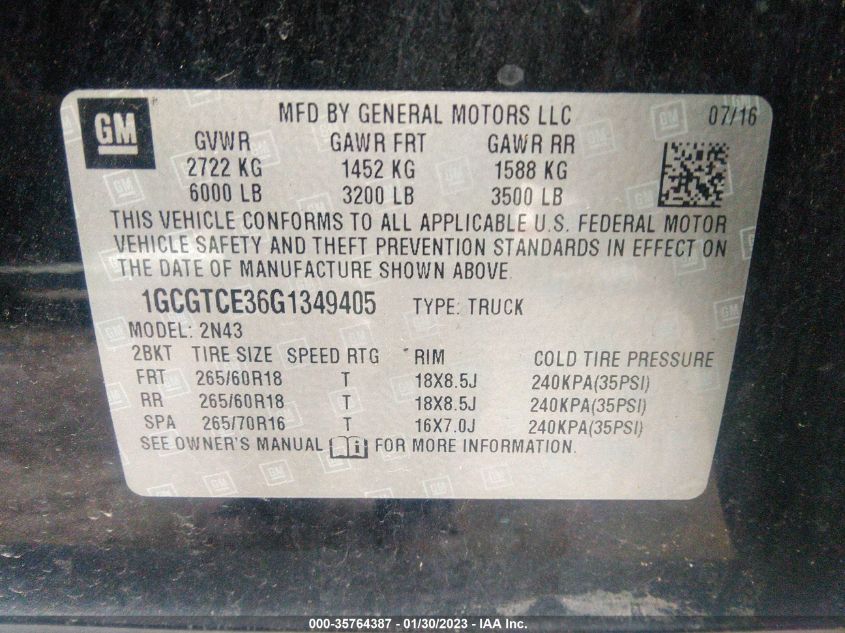 GM
MFD BY GENERAL MOTORS LLC 07/16
GVWR GAWR FRT GAWR RR
2722 KG 1452 KG 1588 KG
6000 LB 3200 LB 3500 LB
THIS VEHICLE CONFORMS TO ALL APPLICABLE U.S. FEDERAL MOTOR
VEHICLE SAFETY AND THEFT PREVENTION STANDARDS IN EFFECT ON
THE DATE OF MANUFACTURE SHOWN ABOVE.
1GCGTCE36G1349405 TYPE: TRUCK
MODEL: 2N43
2BKT TIRE SIZE SPEED RTG RIM COLD TIRE PRESSURE
FRT 265/60R18 T 18X8.5J 240KPA(35PSI)
RR 265/60R18 T 18X8.5J 240KPA(35PSI)
SPA 265/70R16 T 16X7.0J 240KPA(35PSI)
SEE OWNER'S MANUAL i FOR MORE INFORMATION.
000-35764387 - 01/30/2023 - IAA Inc.